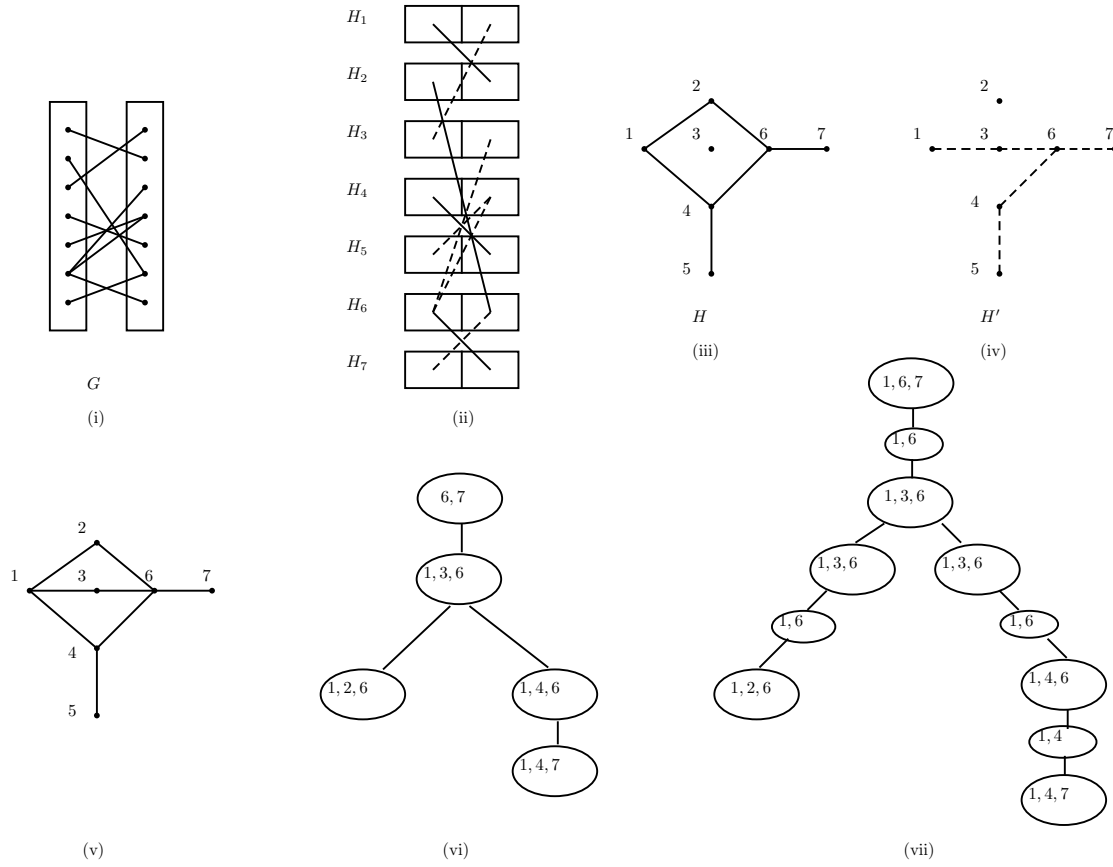 H₁
H₂
H₃
H₄
H₅
H₆
H₇
G
(i)
(ii)
2
1
3
6
7
4
5
H
(iii)
2
1
3
6
7
4
5
H′
(iv)
2
1
3
6
7
4
5
(v)
6, 7
1, 3, 6
1, 2, 6
1, 4, 6
1, 4, 7
(vi)
1, 6, 7
1, 6
1, 3, 6
1, 3, 6
1, 3, 6
1, 6
1, 6
1, 2, 6
1, 4, 6
1, 4
1, 4, 7
(vii)